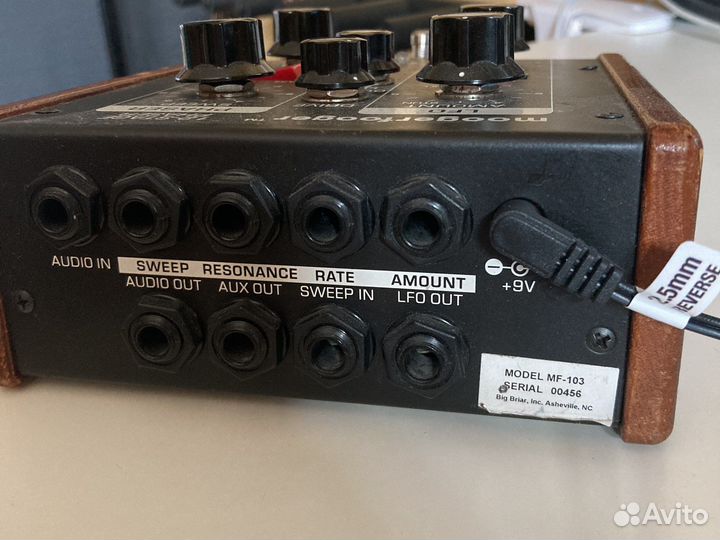 moogerfooger™
AUDIO IN
SWEEP RESONANCE RATE AMOUNT
AUDIO OUT AUX OUT SWEEP IN LFO OUT
+9V
2.5mm
REVERSE
MODEL MF-103
SERIAL 00456
Big Briar, Inc. Asheville, NC
Avito